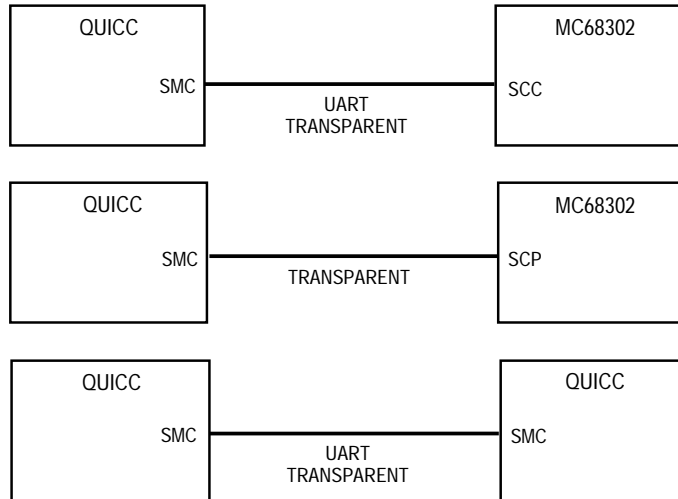 QUICC
MC68302
SMC
SCC
UART
TRANSPARENT
QUICC
MC68302
SMC
SCP
TRANSPARENT
QUICC
QUICC
SMC
SMC
UART
TRANSPARENT